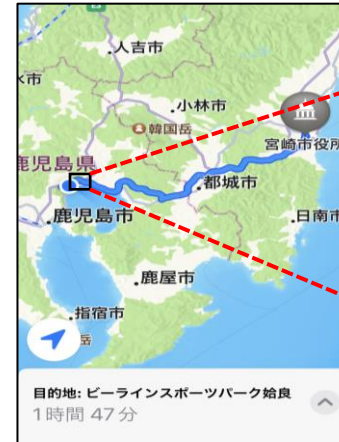 人吉市
市
小林市
韓国岳
宮崎市役所
鹿児島県
都城市
鹿児島市
日南市
鹿屋市
指宿市
岳
目的地: ビーラインスポーツパーク姶良
1時間 47分